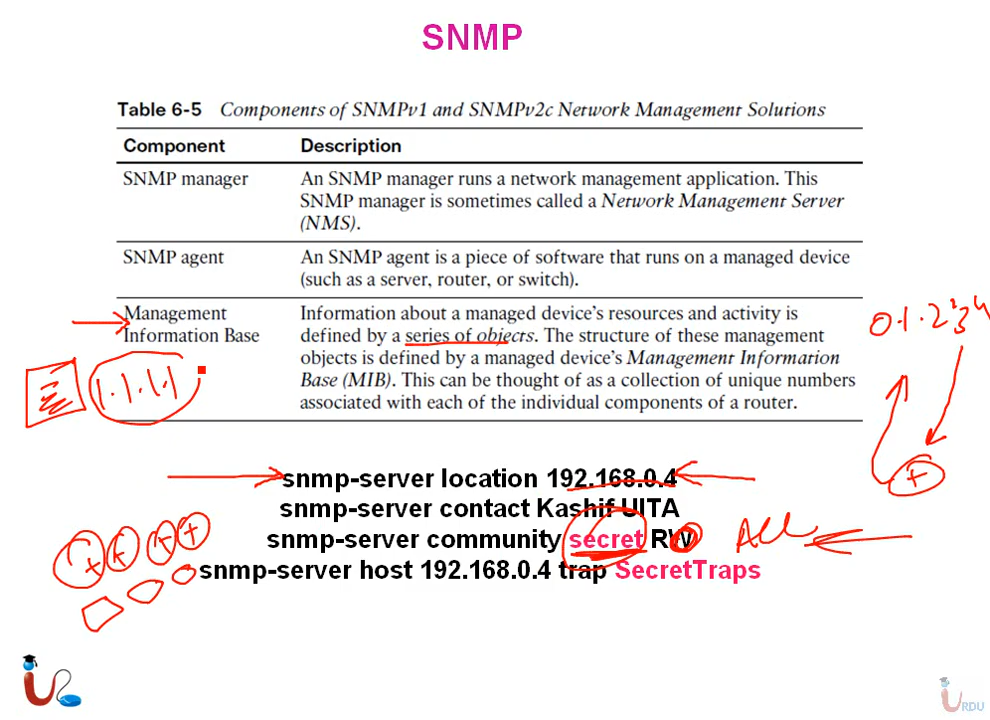 SNMP
Table 6-5 Components of SNMPv1 and SNMPv2c Network Management Solutions
Component Description
SNMP manager An SNMP manager runs a network management application. This
SNMP manager is sometimes called a Network Management Server
(NMS).
SNMP agent An SNMP agent is a piece of software that runs on a managed device
(such as a server, router, or switch).
Management Information about a managed device's resources and activity is
Information Base defined by a series of objects. The structure of these management
objects is defined by a managed device's Management Information
Base (MIB). This can be thought of as a collection of unique numbers
associated with each of the individual components of a router.
0.1.2.3.4
1.1.1.1
snmp-server location 192.168.0.4
snmp-server contact Kashif UITA
snmp-server community secret RW
All
snmp-server host 192.168.0.4 trap SecretTraps
URDU